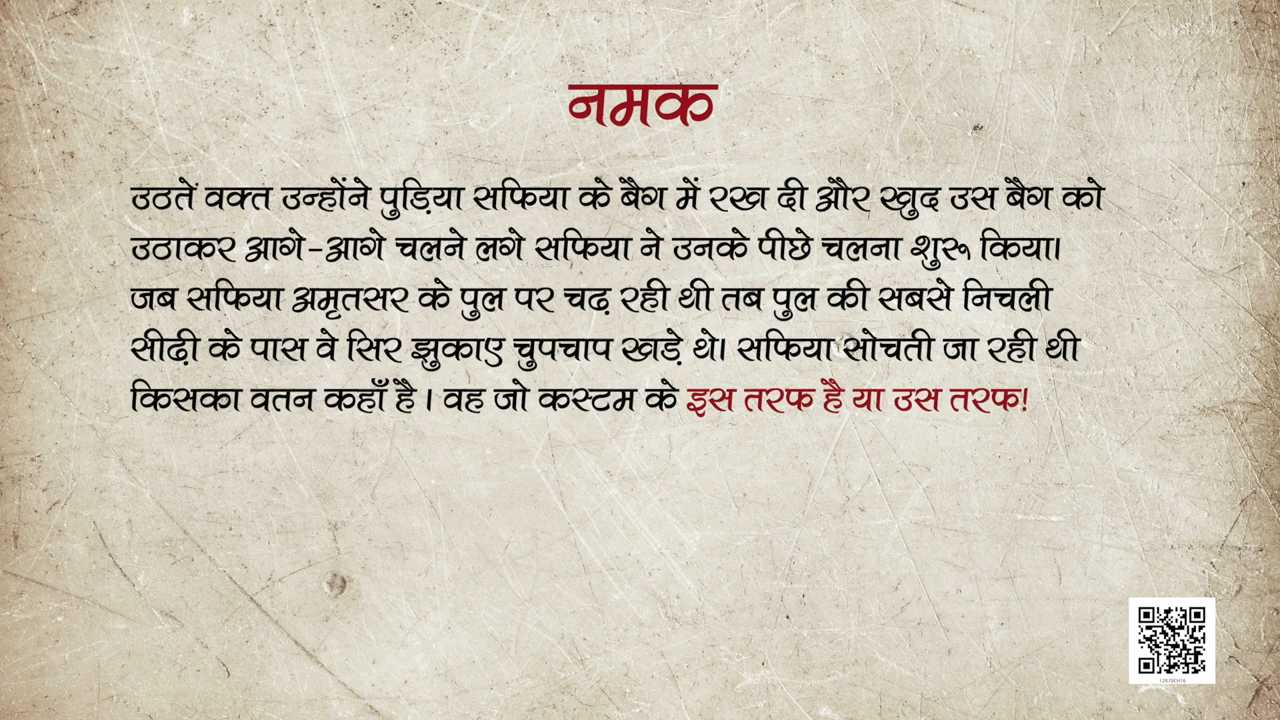 नमक
उठते वक्त उन्होंने पुड़िया सफिया के बैग में रख दी और खुद उस बैग को
उठाकर आगे-आगे चलने लगे सफिया ने उनके पीछे चलना शुरू किया।
जब सफिया अमृतसर के पुल पर चढ़ रही थी तब पुल की सबसे निचली
सीढ़ी के पास वे सिर झुकाए चुपचाप खड़े थे। सफिया सोचती जा रही थी
किसका वतन कहाँ है । वह जो कस्टम के इस तरफ है या उस तरफ!
12070CH16